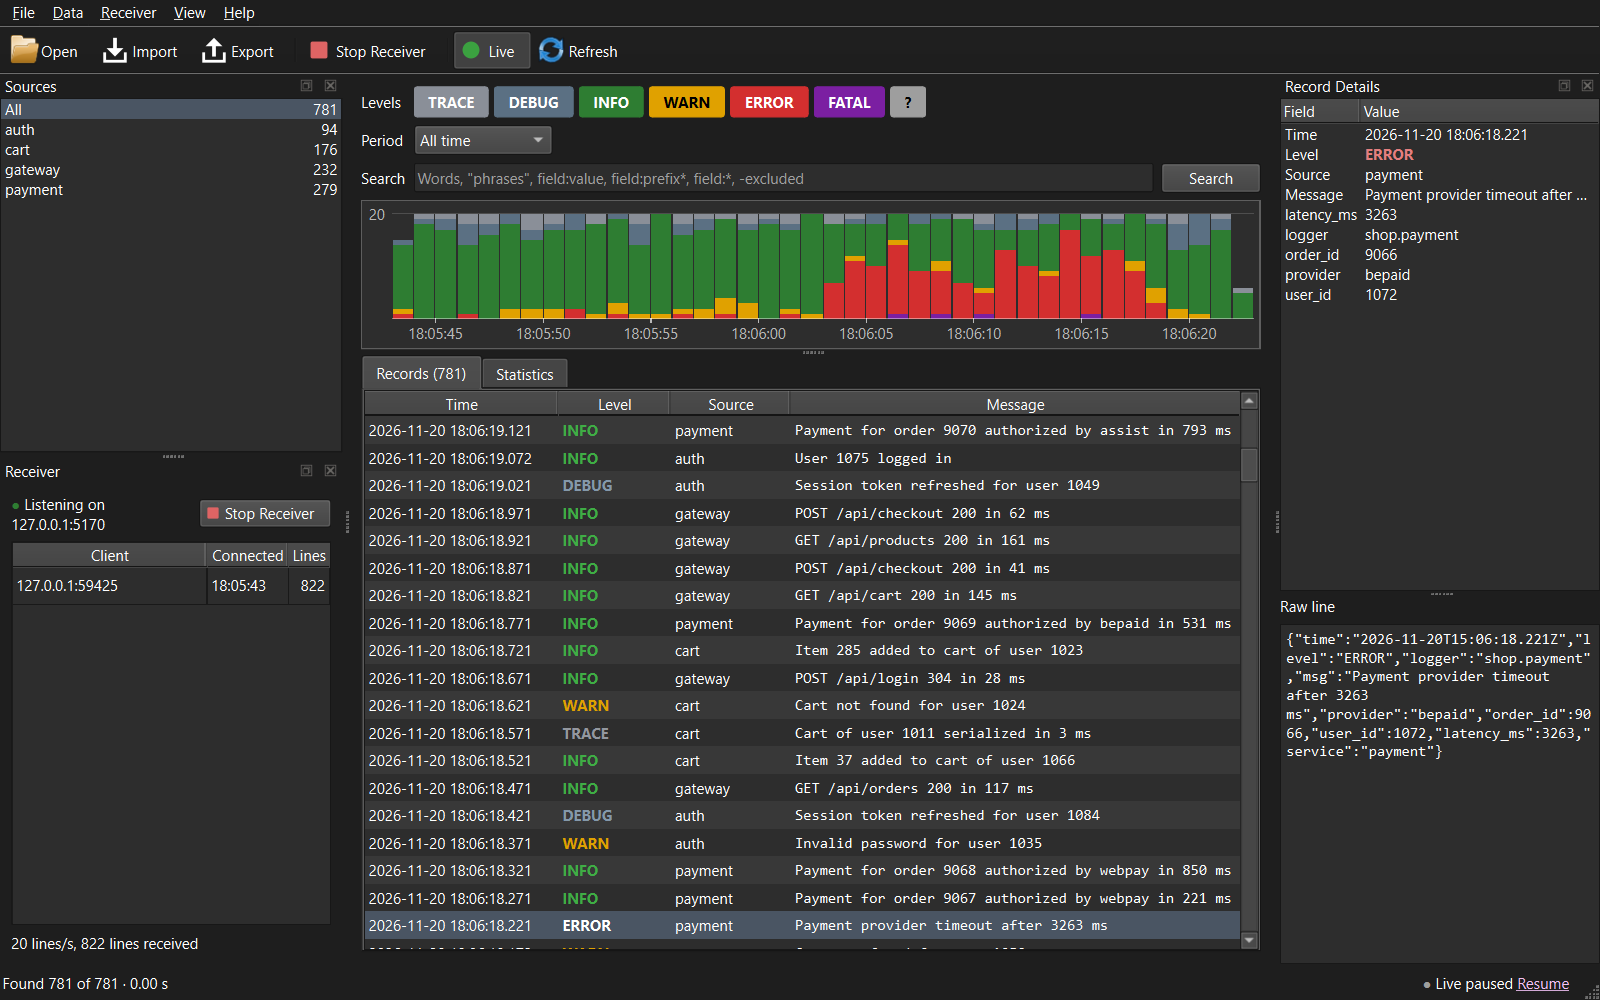 File Data Receiver View Help
Open Import Export Stop Receiver Live Refresh
Sources
All 781
auth 94
cart 176
gateway 232
payment 279
Receiver
Listening on
127.0.0.1:5170
Stop Receiver
Client Connected Lines
127.0.0.1:59425 18:05:43 822
20 lines/s, 822 lines received
Levels TRACE DEBUG INFO WARN ERROR FATAL ?
Period All time
Search Words, "phrases", field:value, field:prefix*, field:*, -excluded Search
20
18:05:45 18:05:50 18:05:55 18:06:00 18:06:05 18:06:10 18:06:15 18:06:20
Records (781) Statistics
Time Level Source Message
2026-11-20 18:06:19.121 INFO payment Payment for order 9070 authorized by assist in 793 ms
2026-11-20 18:06:19.072 INFO auth User 1075 logged in
2026-11-20 18:06:19.021 DEBUG auth Session token refreshed for user 1049
2026-11-20 18:06:18.971 INFO gateway POST /api/checkout 200 in 62 ms
2026-11-20 18:06:18.921 INFO gateway GET /api/products 200 in 161 ms
2026-11-20 18:06:18.871 INFO gateway POST /api/checkout 200 in 41 ms
2026-11-20 18:06:18.821 INFO gateway GET /api/cart 200 in 145 ms
2026-11-20 18:06:18.771 INFO payment Payment for order 9069 authorized by bepaid in 531 ms
2026-11-20 18:06:18.721 INFO cart Item 285 added to cart of user 1023
2026-11-20 18:06:18.671 INFO gateway POST /api/login 304 in 28 ms
2026-11-20 18:06:18.621 WARN cart Cart not found for user 1024
2026-11-20 18:06:18.571 TRACE cart Cart of user 1011 serialized in 3 ms
2026-11-20 18:06:18.521 INFO cart Item 37 added to cart of user 1066
2026-11-20 18:06:18.471 INFO gateway GET /api/orders 200 in 117 ms
2026-11-20 18:06:18.421 DEBUG auth Session token refreshed for user 1084
2026-11-20 18:06:18.371 WARN auth Invalid password for user 1035
2026-11-20 18:06:18.321 INFO payment Payment for order 9068 authorized by webpay in 850 ms
2026-11-20 18:06:18.271 INFO payment Payment for order 9067 authorized by webpay in 221 ms
2026-11-20 18:06:18.221 ERROR payment Payment provider timeout after 3263 ms
Record Details
Field Value
Time 2026-11-20 18:06:18.221
Level ERROR
Source payment
Message Payment provider timeout after ...
latency_ms 3263
logger shop.payment
order_id 9066
provider bepaid
user_id 1072
Raw line
{"time":"2026-11-20T15:06:18.221Z","l
evel":"ERROR","logger":"shop.payment"
,"msg":"Payment provider timeout
after 3263
ms","provider":"bepaid","order_id":90
66,"user_id":1072,"latency_ms":3263,"
service":"payment"}
Found 781 of 781 · 0.00 s
Live paused Resume